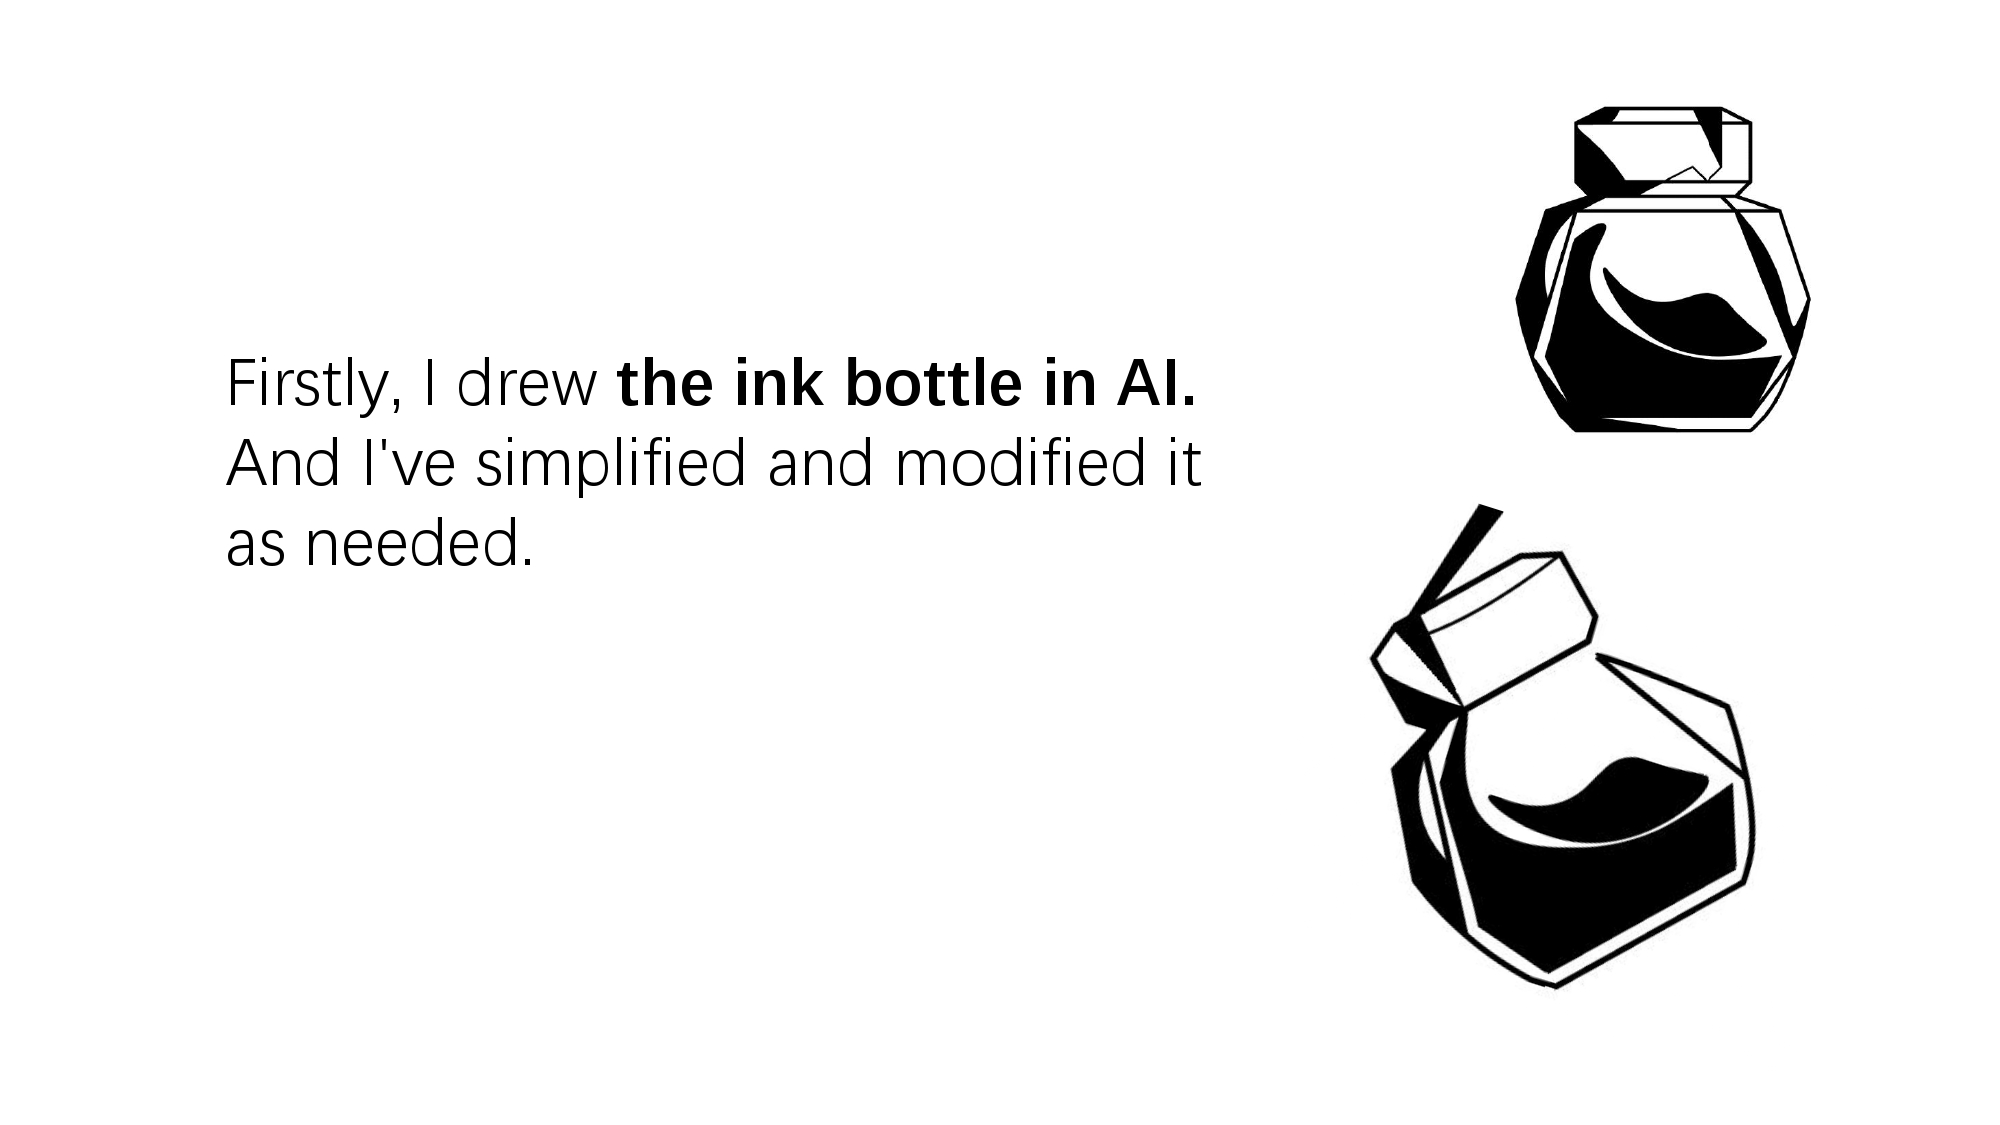 Firstly, I drew the ink bottle in AI.
And I've simplified and modified it
as needed.